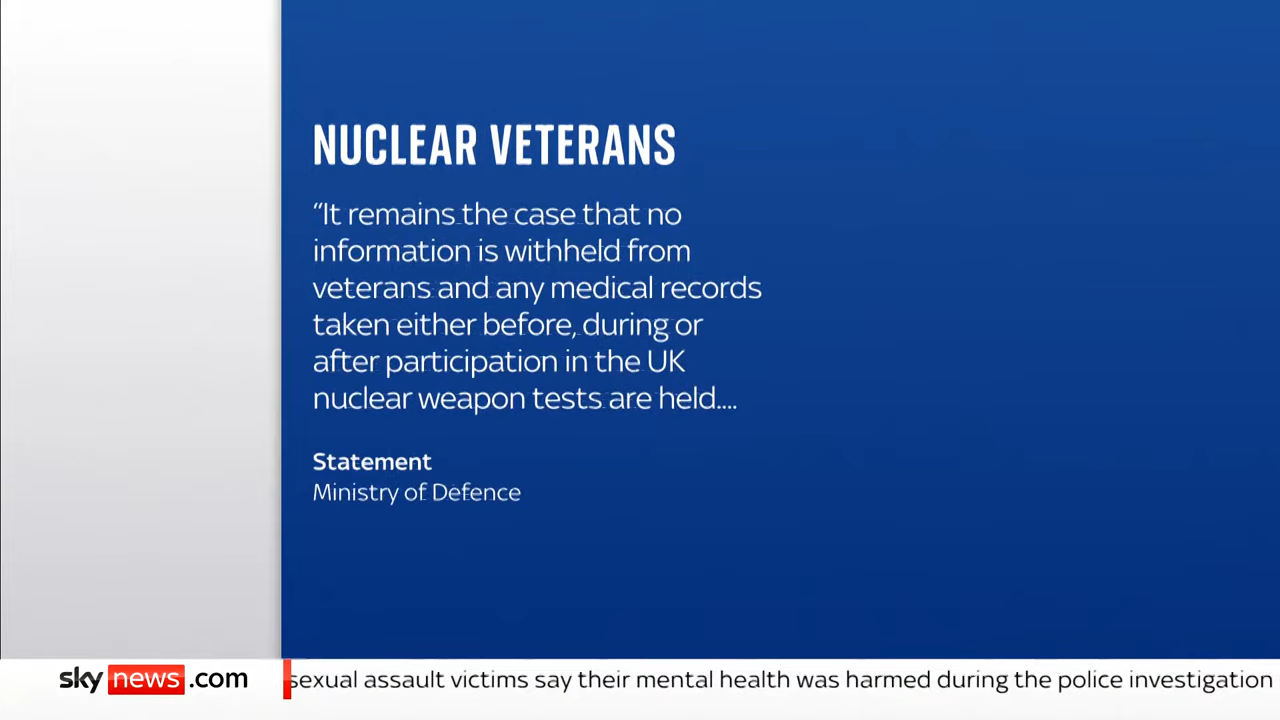 NUCLEAR VETERANS
“It remains the case that no
information is withheld from
veterans and any medical records
taken either before, during or
after participation in the UK
nuclear weapon tests are held....
Statement
Ministry of Defence
sky news .com
sexual assault victims say their mental health was harmed during the police investigation